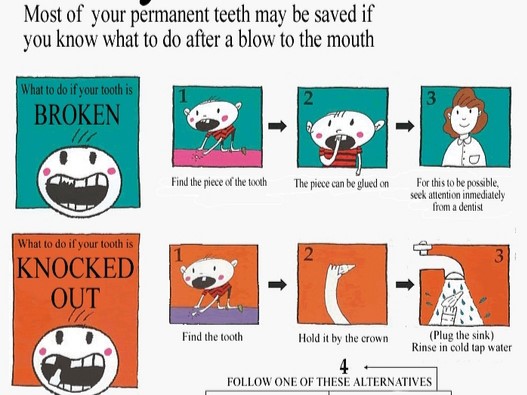 Most of your permanent teeth may be saved if
you know what to do after a blow to the mouth
What to do if your tooth is
BROKEN
1
Find the piece of the tooth
2
The piece can be glued on
3
For this to be possible,
seek attention immediately
from a dentist
What to do if your tooth is
KNOCKED
OUT
1
Find the tooth
2
Hold it by the crown
3
(Plug the sink)
Rinse in cold tap water
4
FOLLOW ONE OF THESE ALTERNATIVES